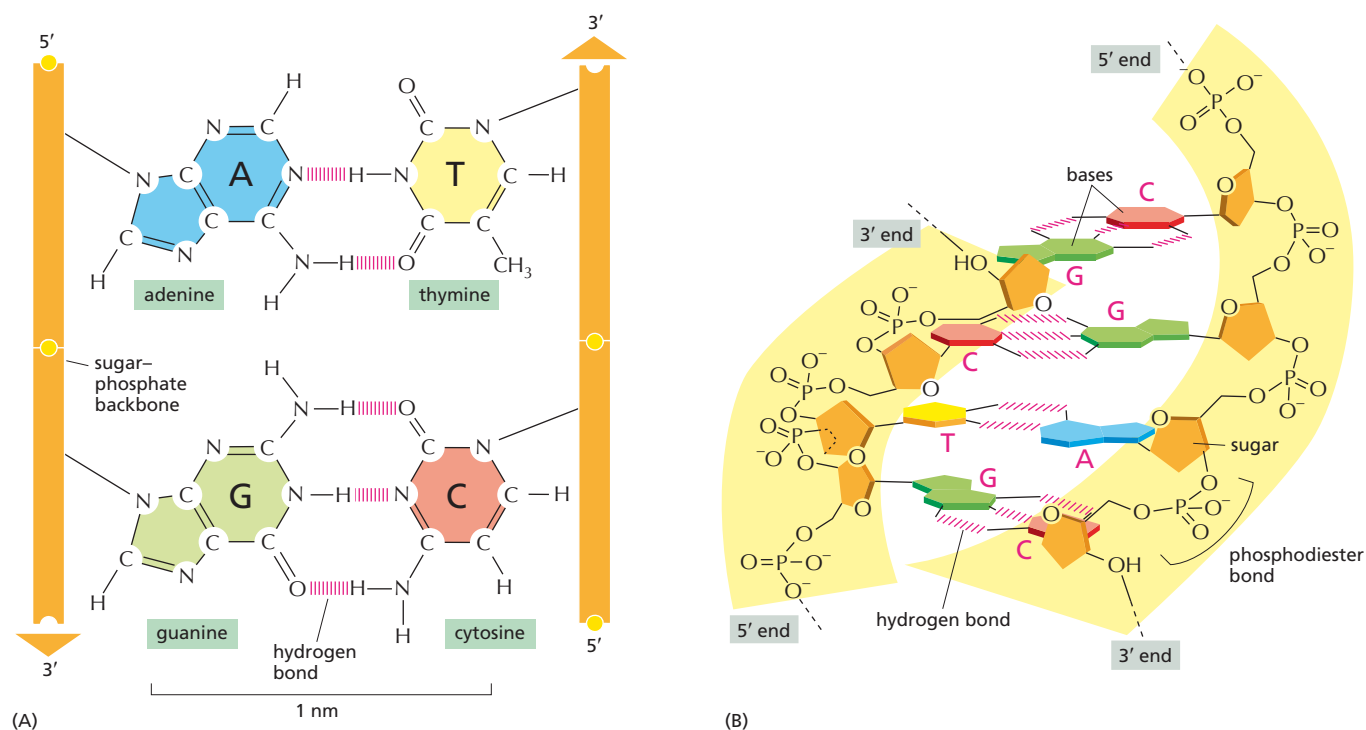 5′
3′
H
O
N
C
C
N
N
C
A
N
H
N
T
C
H
N
C
C
C
C
C
N
H
N
H
O
CH₃
H
adenine
thymine
sugar–
phosphate
backbone
H
N
H
O
N
C
C
N
N
C
G
N
H
N
C
C
H
C
C
C
C
C
N
H
O
H
N
H
H
guanine
cytosine
hydrogen
bond
3′
5′
1 nm
(A)
5′ end
⁻O
O⁻
P
O
O
bases
C
O
O
P
O
O⁻
O
3′ end
HO
G
O
O⁻
O
P
O
O
G
C
O
O
O⁻
O
P
O
O
P
O
O⁻
O
O
P
O⁻
O
O
T
A
O
sugar
O
G
O
O
O
P
O⁻
O
C
O
OH
phosphodiester
bond
O
O
P
O⁻
O⁻
hydrogen bond
5′ end
3′ end
(B)